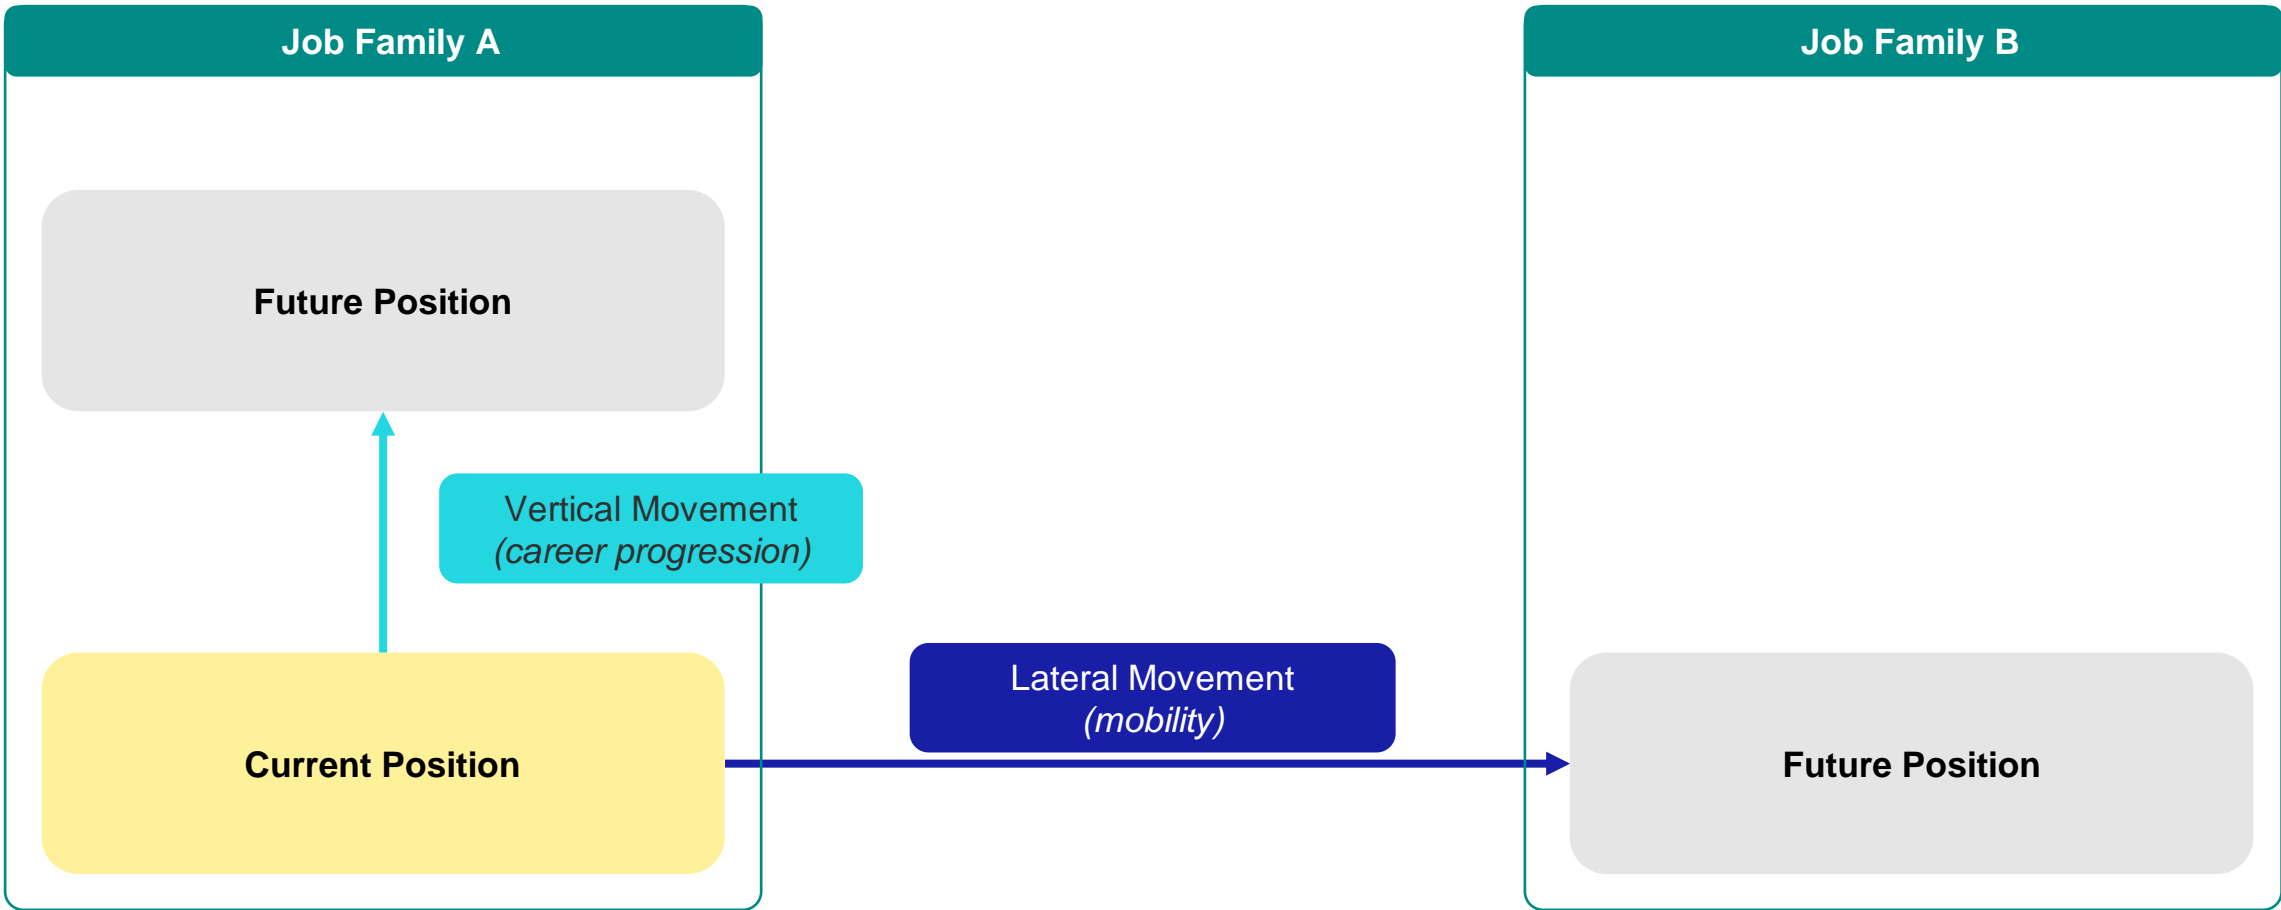 Job Family A
Job Family B
Future Position
Vertical Movement
(career progression)
Lateral Movement
(mobility)
Current Position
Future Position